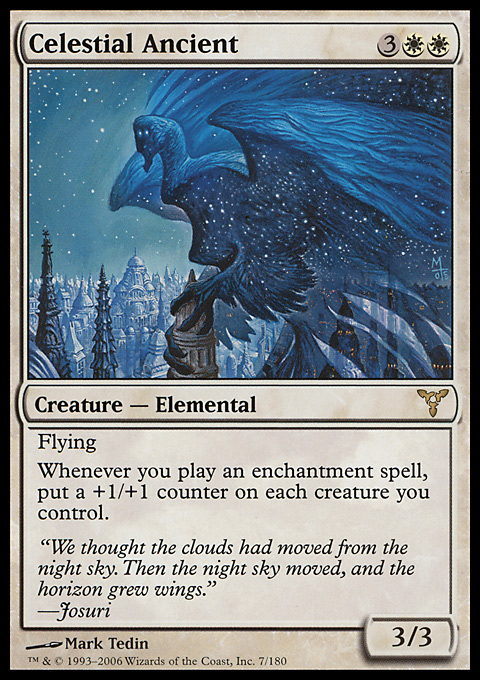 Celestial Ancient 3
Creature — Elemental
Flying
Whenever you play an enchantment spell,
put a +1/+1 counter on each creature you
control.
“We thought the clouds had moved from the
night sky. Then the night sky moved, and the
horizon grew wings.”
—Josuri
Mark Tedin
3/3
™ & © 1993–2006 Wizards of the Coast, Inc. 7/180